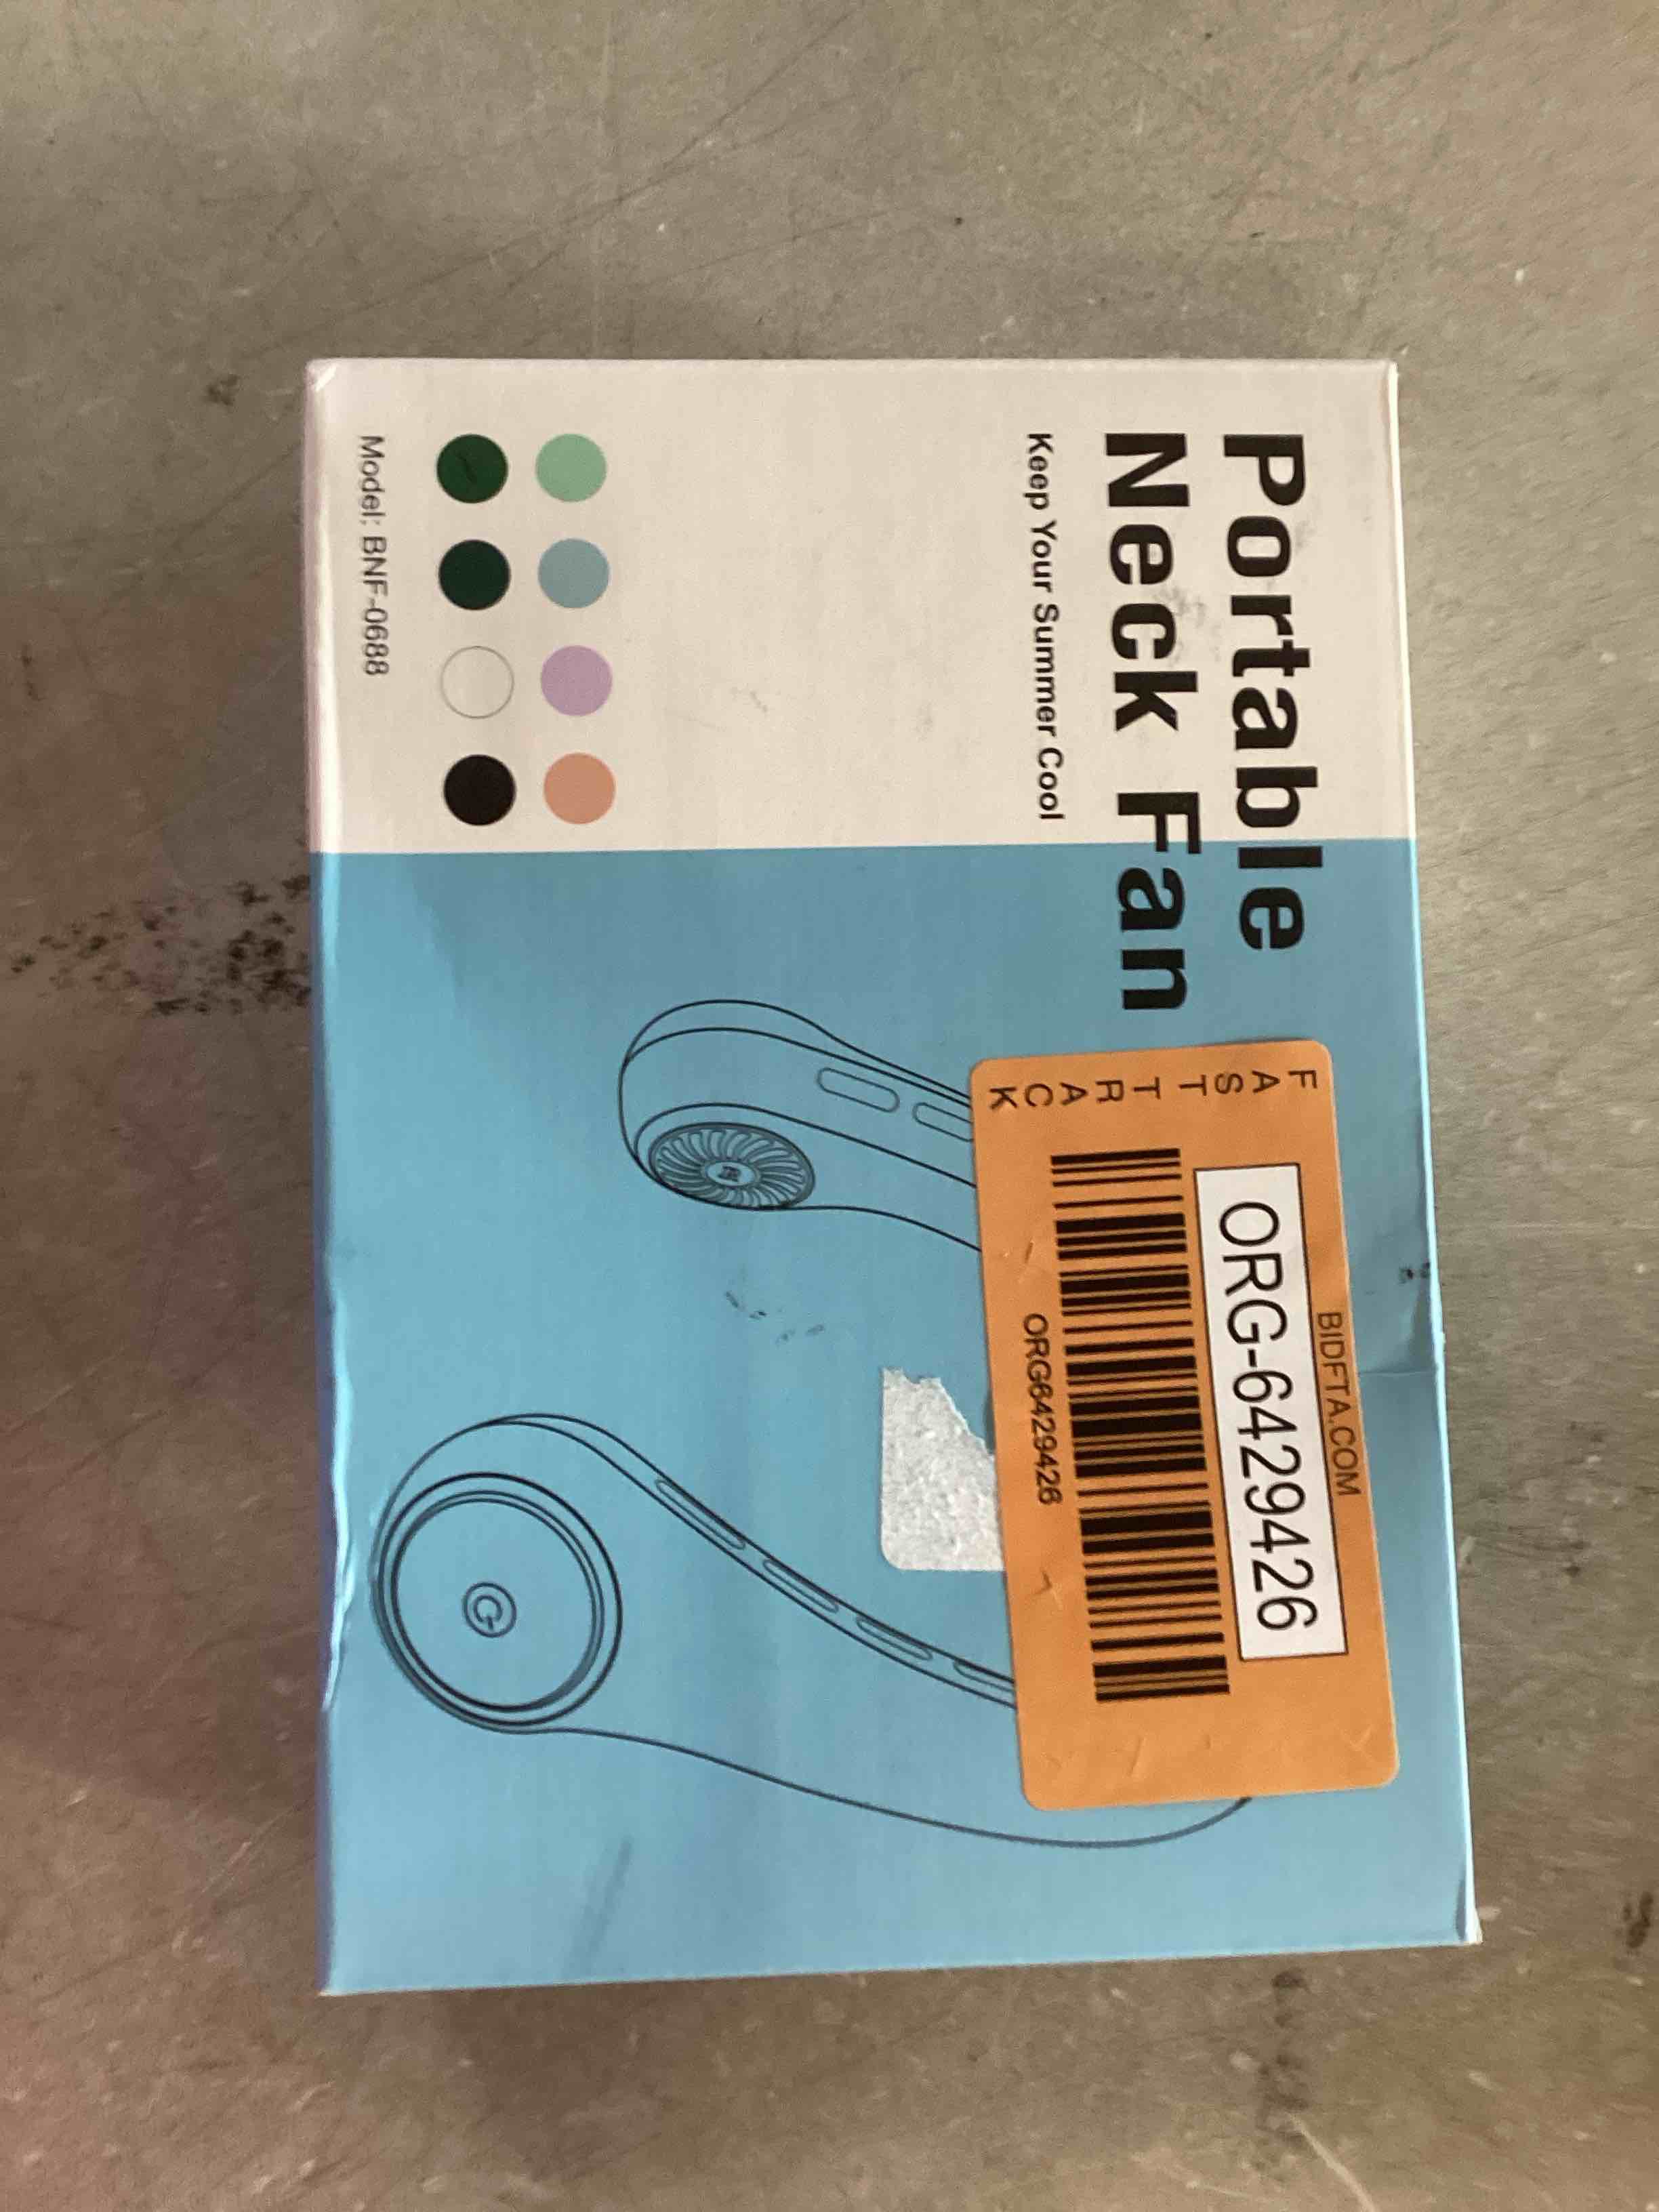 Portable
Neck Fan
Keep Your Summer Cool
Model: BNF-0688
BIDFTA.COM
FAST TRACK
ORG-6429426
ORG6429426